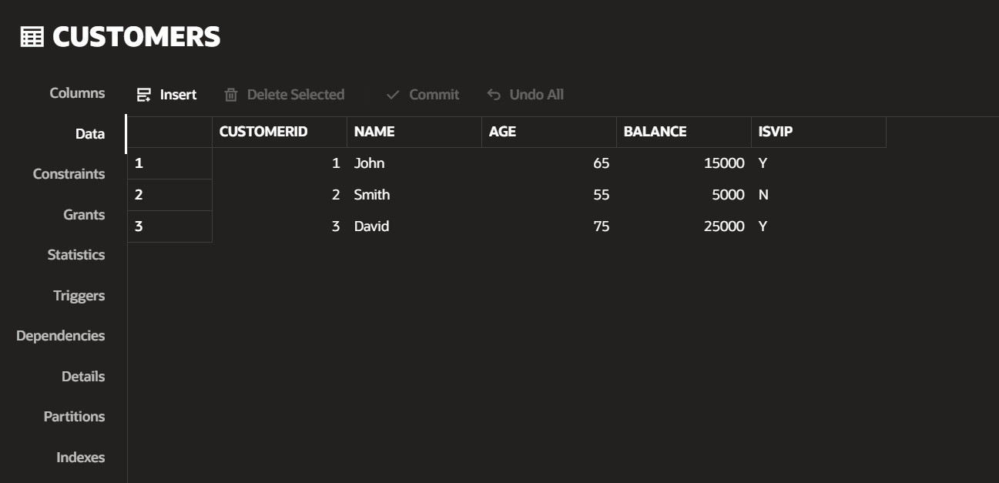 CUSTOMERS
Columns
Data
Constraints
Grants
Statistics
Triggers
Dependencies
Details
Partitions
Indexes
Insert Delete Selected Commit Undo All
CUSTOMERID NAME AGE BALANCE ISVIP
1 1 John 65 15000 Y
2 2 Smith 55 5000 N
3 3 David 75 25000 Y